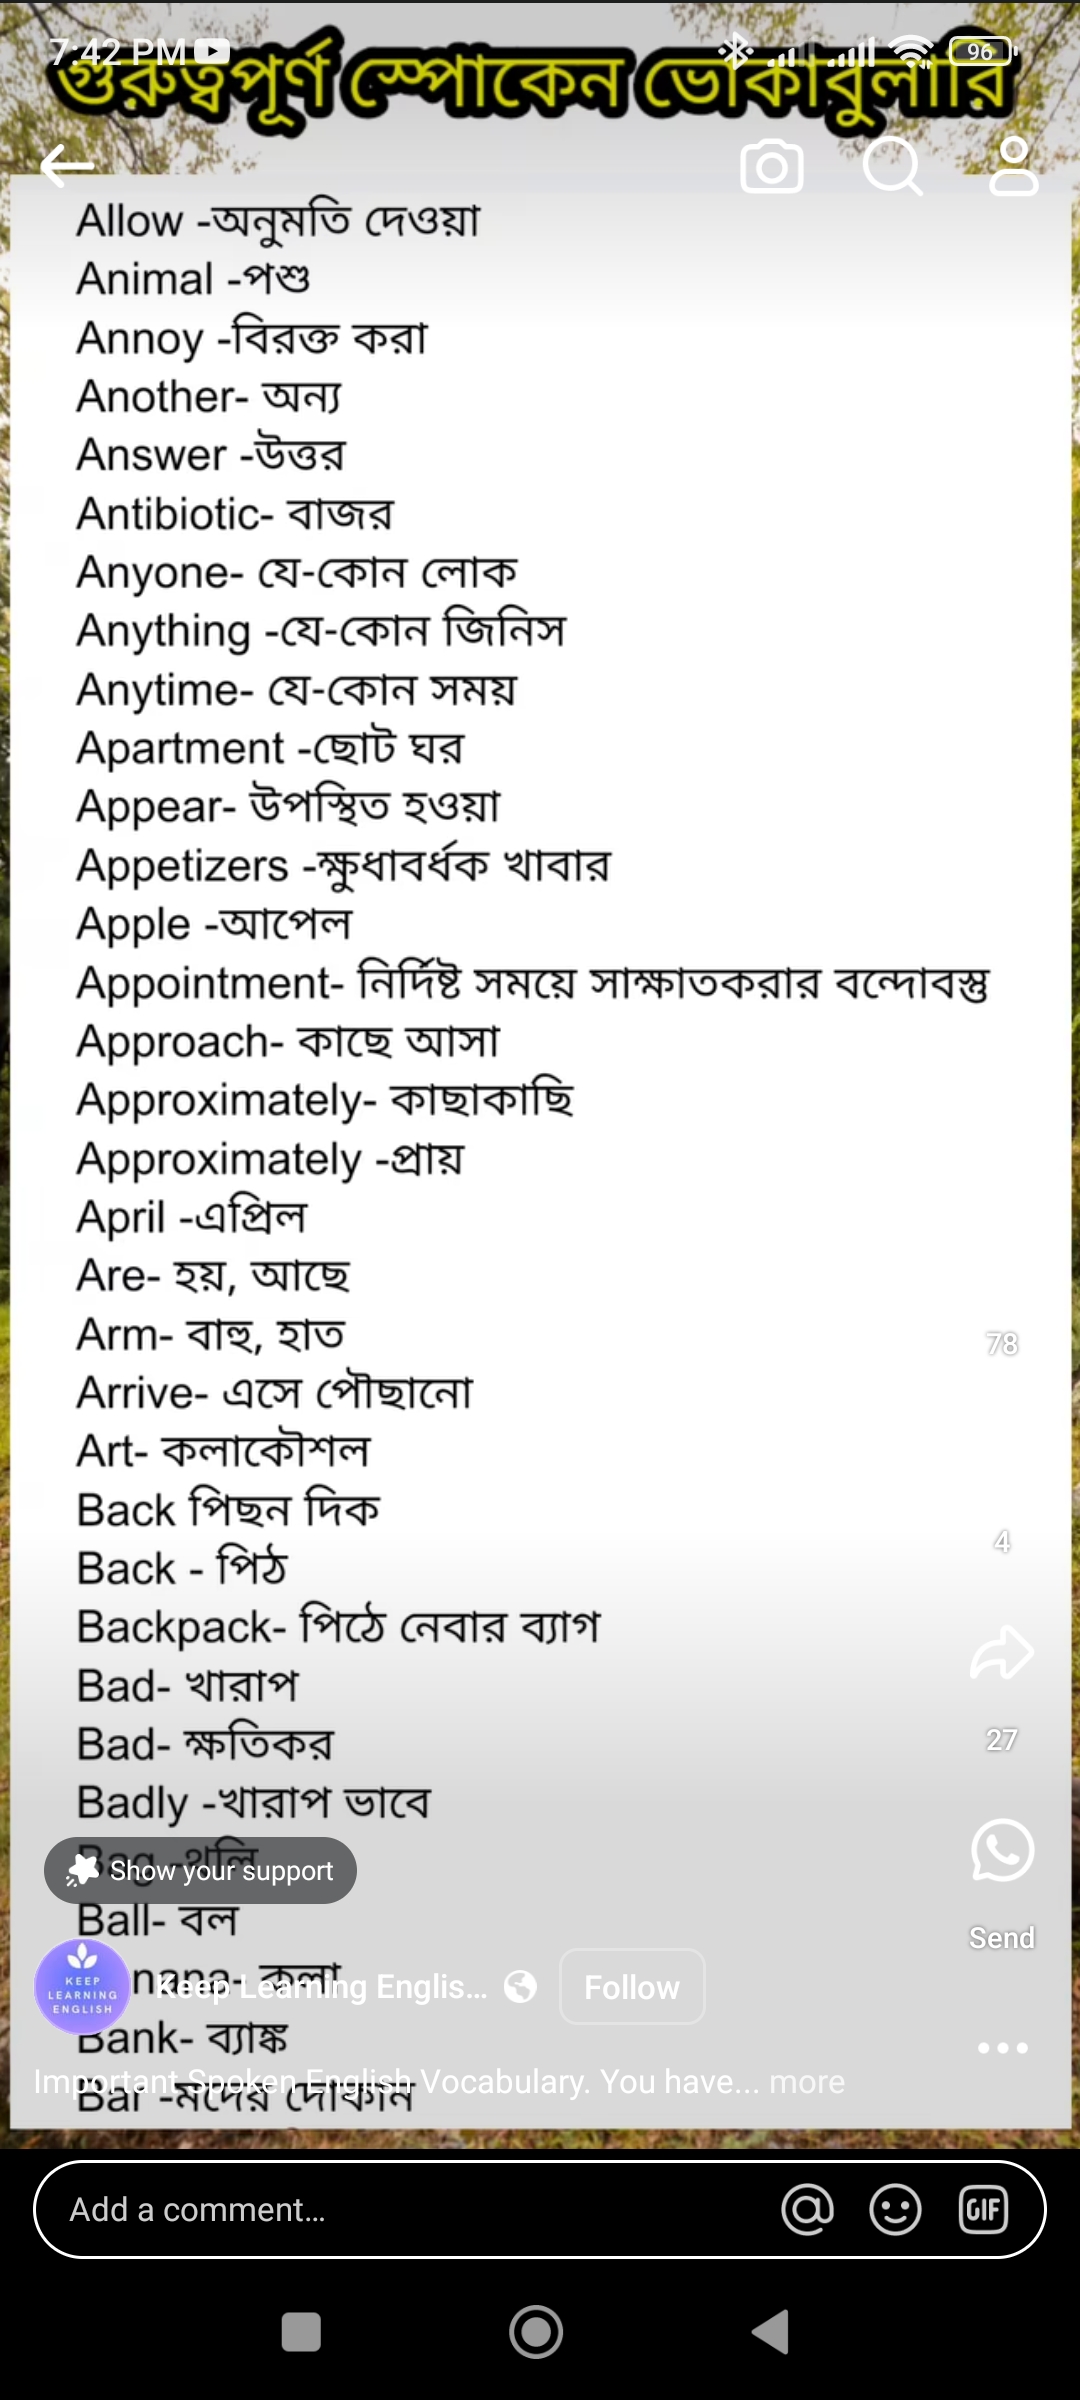 7:42 PM
96
গুরুত্বপূর্ণ স্পোকেন ভোকাবুলারি
Allow -অনুমতি দেওয়া
Animal -পশু
Annoy -বিরক্ত করা
Another- অন্য
Answer -উত্তর
Antibiotic- বাজর
Anyone- যে-কোন লোক
Anything -যে-কোন জিনিস
Anytime- যে-কোন সময়
Apartment -ছোট ঘর
Appear- উপস্থিত হওয়া
Appetizers -ক্ষুধাবর্ধক খাবার
Apple -আপেল
Appointment- নির্দিষ্ট সময়ে সাক্ষাতকরার বন্দোবস্তু
Approach- কাছে আসা
Approximately- কাছাকাছি
Approximately -প্রায়
April -এপ্রিল
Are- হয়, আছে
Arm- বাহু, হাত
78
Arrive- এসে পৌছানো
Art- কলাকৌশল
Back পিছন দিক
4
Back - পিঠ
Backpack- পিঠে নেবার ব্যাগ
Bad- খারাপ
Bad- ক্ষতিকর
27
Badly -খারাপ ভাবে
Bag -থলি
Show your support
Ball- বল
Send
nana- কলা
KEEP
LEARNING
ENGLISH
Keep Learning Englis... Follow
Bank- ব্যাঙ্ক
Important Spoken English Vocabulary. You have... more
Bar -মদের দোকান
Add a comment...
GIF